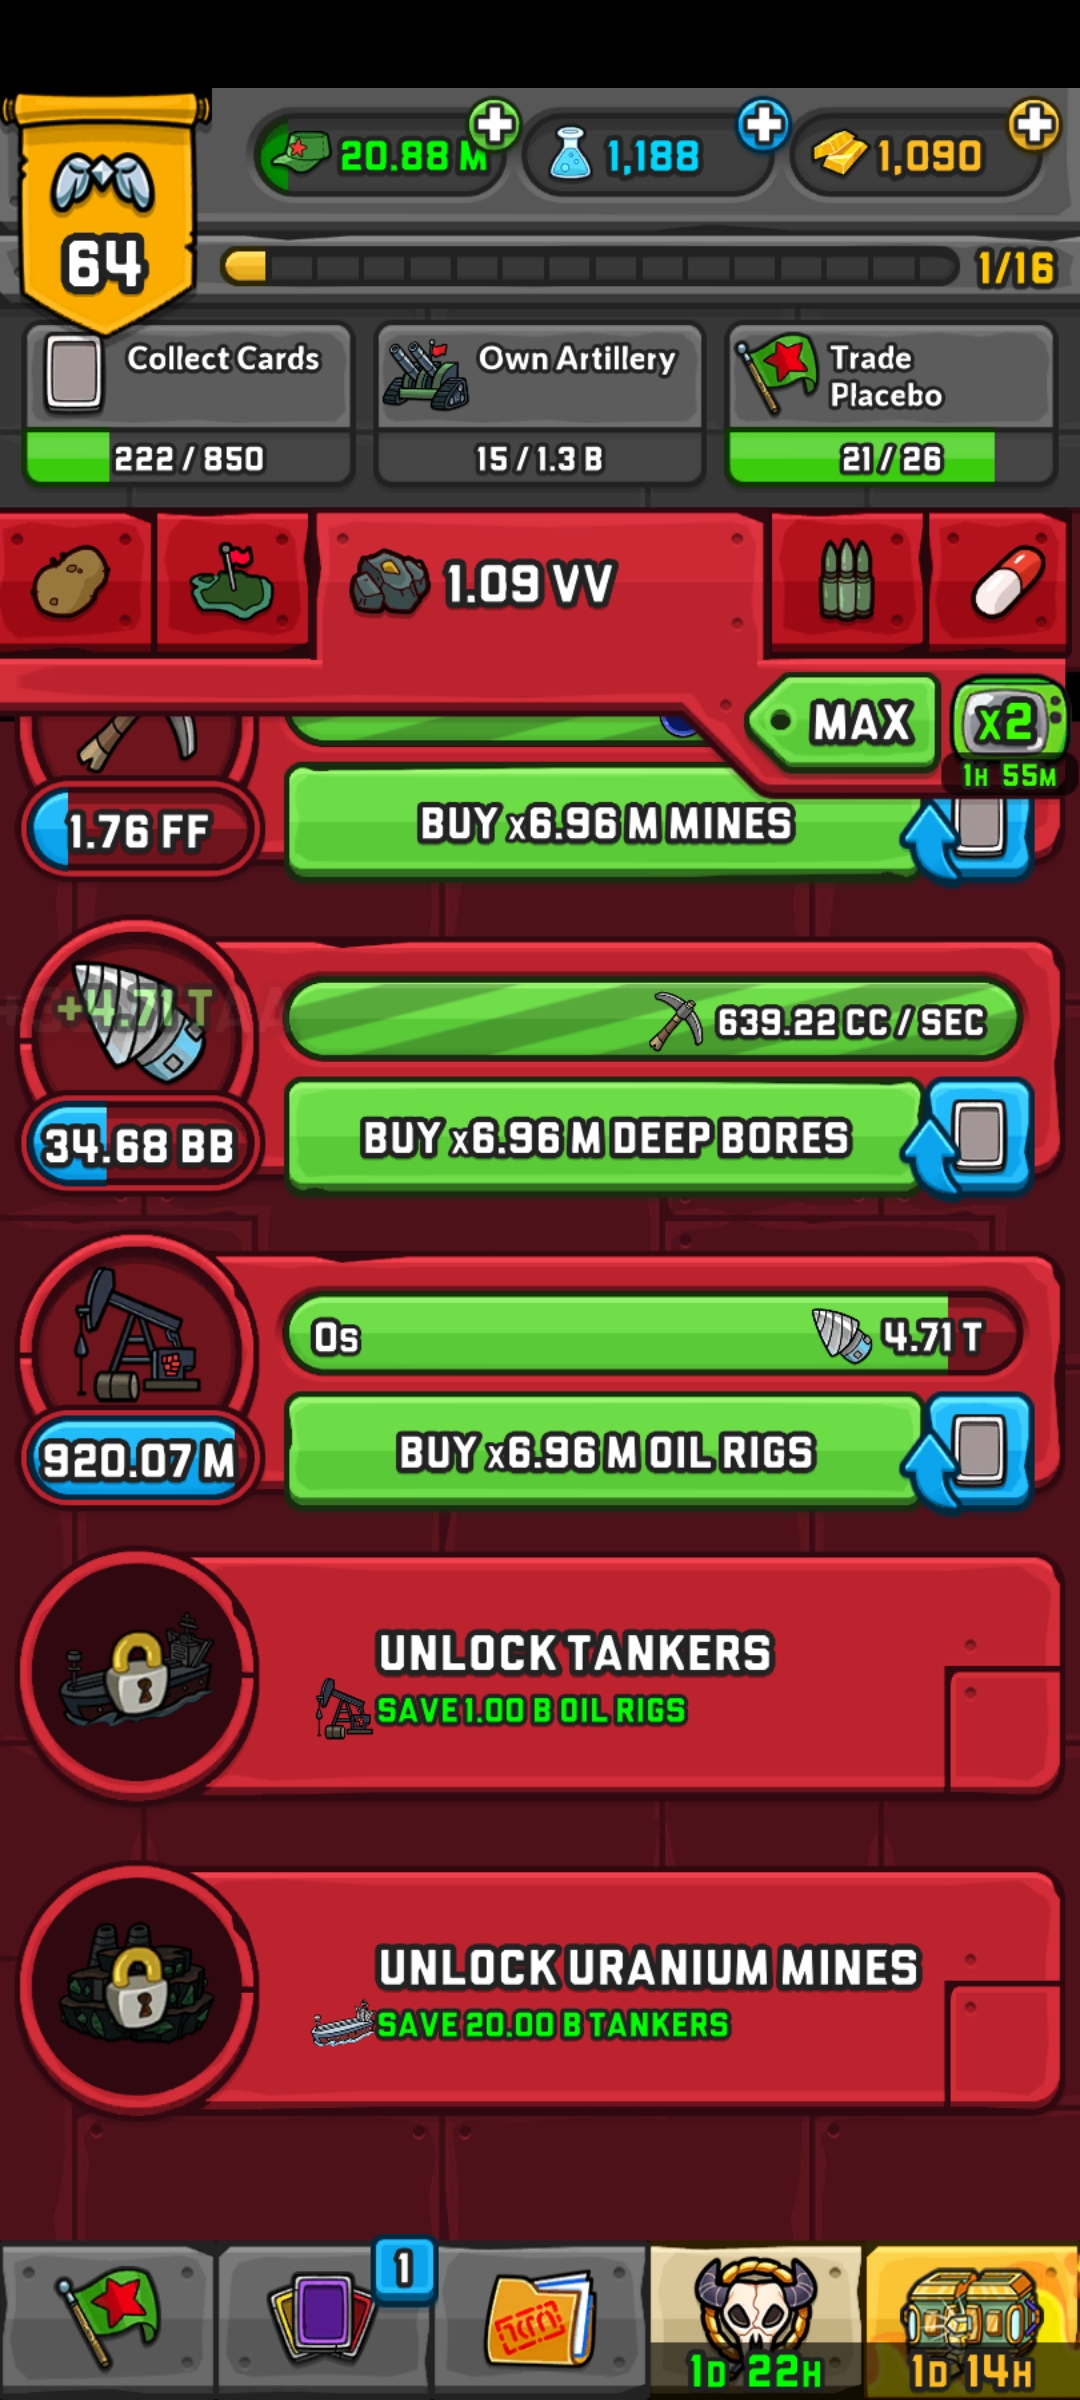 20.88 M
1,188
1,090
64
1/16
Collect Cards
Own Artillery
Trade
Placebo
222 / 850
15 / 1.3 B
21 / 26
1.09 VV
MAX
x2
1H 55M
1.76 FF
BUY x6.96 M MINES
+4.71 T
639.22 CC / SEC
34.68 BB
BUY x6.96 M DEEP BORES
0s
4.71 T
920.07 M
BUY x6.96 M OIL RIGS
UNLOCK TANKERS
SAVE 1.00 B OIL RIGS
UNLOCK URANIUM MINES
SAVE 20.00 B TANKERS
1
1D 22H
1D 14H